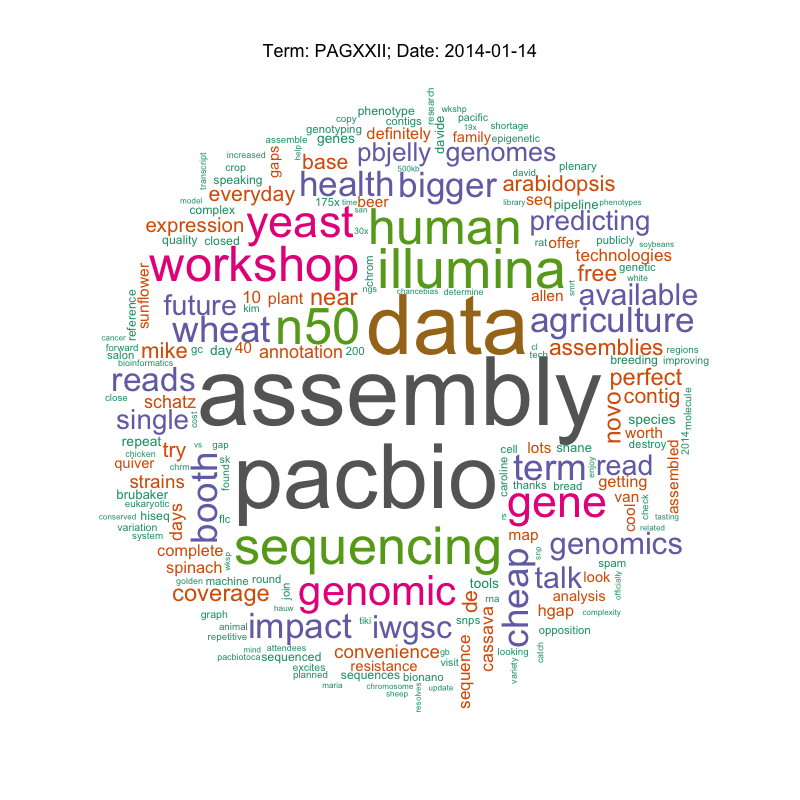 Term: PAGXXII; Date: 2014-01-14
research
wkshp
copy
phenotype
contigs
davide
pacific
19x
shortage
genotyping
genes
definitely
family
epigenetic
assemble
help
gaps
base
pbjelly
genomes
transcript
increased
crop
500kb
david
plenary
speaking
health
bigger
arabidopsis
model
everyday
175x
time
beer
library
seq
pipeline
phenotypes
complex
san
expression
yeast
30x
human
rat
offer
predicting
publicly
soybeans
quality
closed
technologies
workshop
chrom
illumina
free
genetic
sunflower
smrt
white
reference
future
10
plant
near
ngs
chancebias
determine
allen
available
kim
cancer
forward
wheat
n50
data
agriculture
salon
mike
gc
day
40
annotation
200
cl
tech
assemblies
regions
breeding
improving
bioinformatics
reads
assembly
perfect
close
schatz
novo
contig
single
cost
species
molecule
2014
worth
repeat
try
vs
gap
cell
lots
shane
destroy
chicken
quiver
chrm
sk
found
pacbio
caroline
term
read
enjoy
assembled
strains
booth
thanks
bread
getting
brubaker
eukaryotic
gene
van
check
tasting
conserved
hiseq
days
flc
rs
cool
related
variation
system
sequencing
map
genomics
complete
wksp
snp
spinach
spam
golden
machine
round
join
tools
cheap
talk
look
officially
coverage
genomic
de
rna
analysis
hauw
cassava
hgap
complexity
graph
animal
impact
tiki
iwgsc
snps
opposition
repetitive
mind
attendees
convenience
gb
sequence
looking
catch
pacbiotoca
sequenced
excites
resistance
visit
variety
planned
sequences
bionano
maria
chromosome
sheep
resolves
update